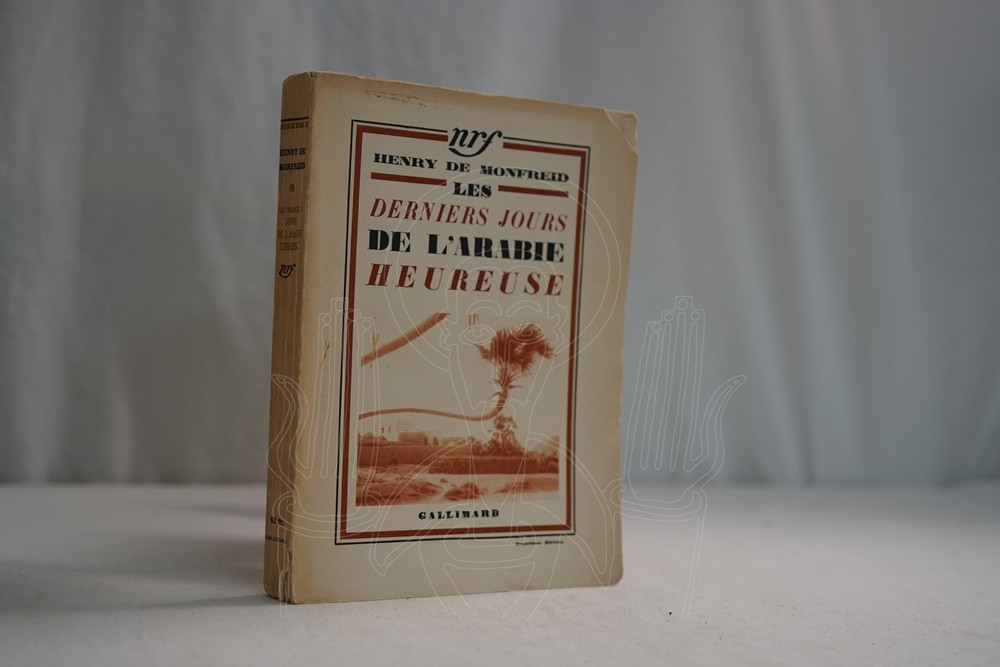 nrf
HENRY DE MONFREID
LES
DERNIERS JOURS
DE L'ARABIE
HEUREUSE
GALLIMARD
HENRY DE
MONFREID
nrf